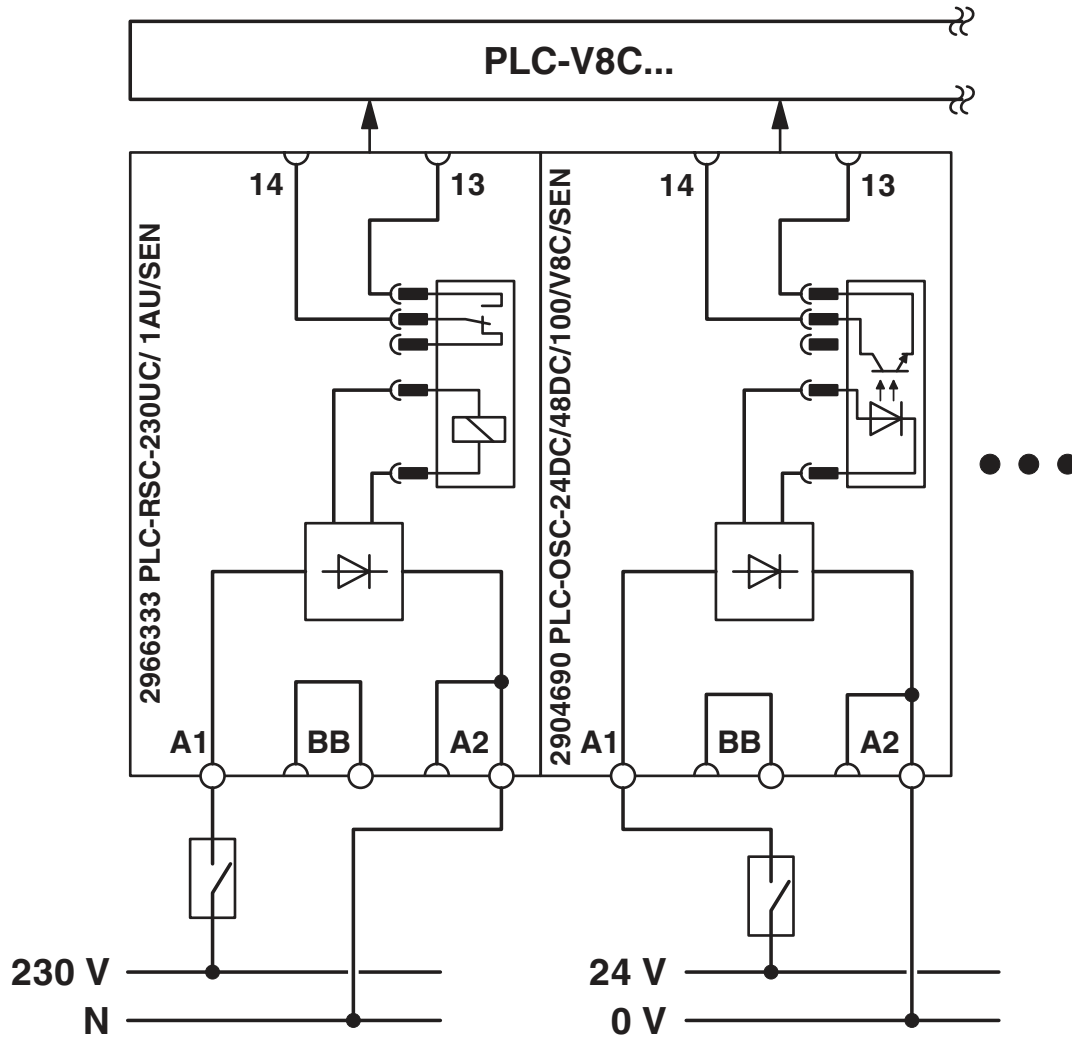 PLC-V8C...
14
13
14
13
2966333 PLC-RSC-230UC/ 1AU/SEN
2904690 PLC-OSC-24DC/48DC/100/V8C/SEN
A1
BB
A2
A1
BB
A2
230 V
24 V
N
0 V